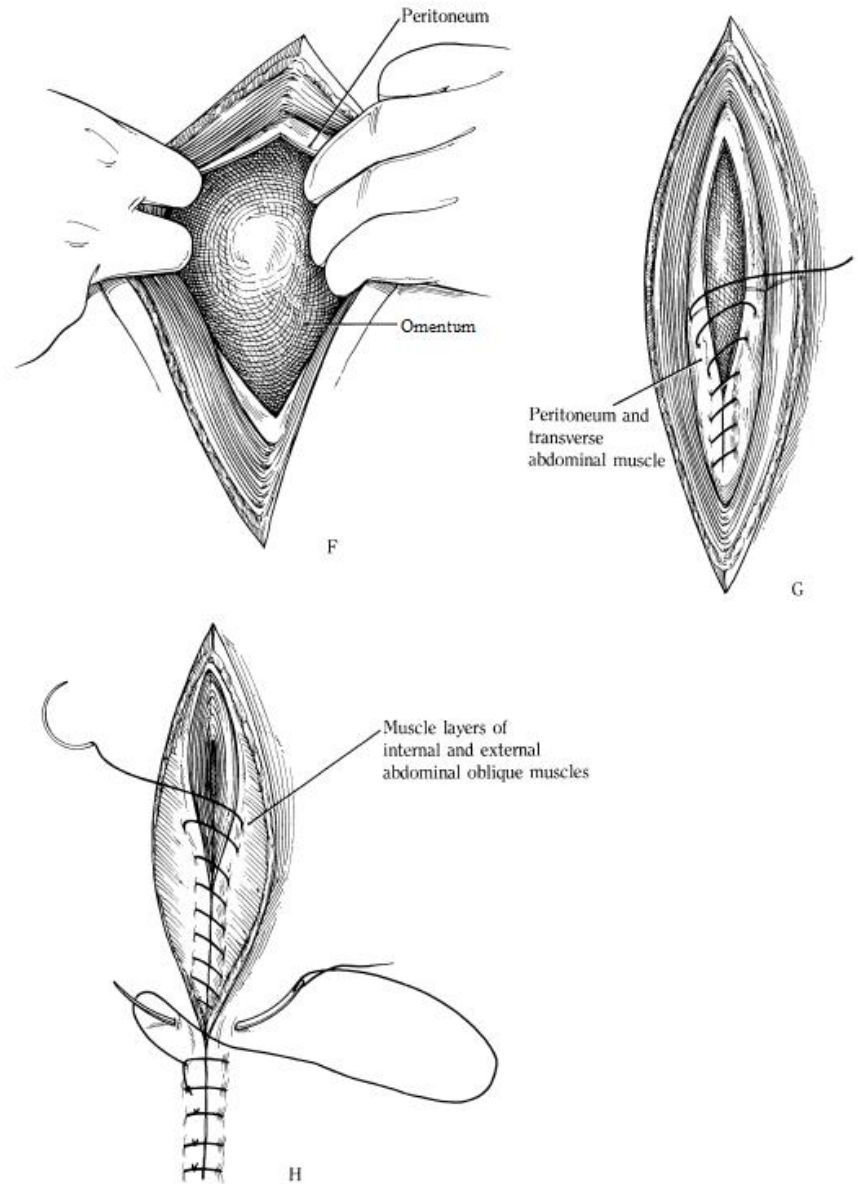 Peritoneum
Omentum
F
Peritoneum and
transverse
abdominal muscle
G
Muscle layers of
internal and external
abdominal oblique muscles
H